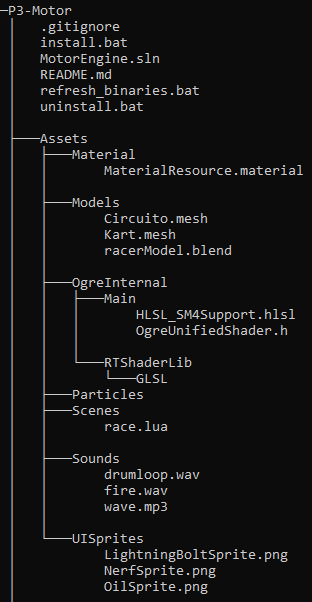 P3-Motor
.gitignore
install.bat
MotorEngine.sln
README.md
refresh_binaries.bat
uninstall.bat
Assets
Material
MaterialResource.material
Models
Circuito.mesh
Kart.mesh
racerModel.blend
OgreInternal
Main
HLSL_SM4Support.hlsl
OgreUnifiedShader.h
RTShaderLib
GLSL
Particles
Scenes
race.lua
Sounds
drumloop.wav
fire.wav
wave.mp3
UISprites
LightningBoltSprite.png
NerfSprite.png
OilSprite.png